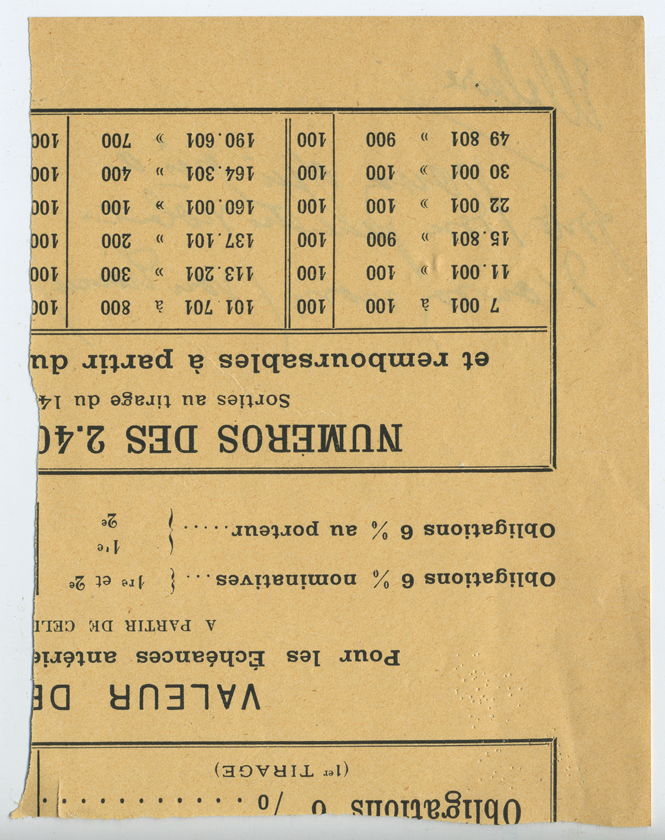 Obligations 6 /0 . . . . . . . . . . .
(1er TIRAGE)
VALEUR DE
Pour les Échéances antérie
A PARTIR DE CELL
Obligations 6 % nominatives... { 1re et 2e
Obligations 6 % au porteur...... { 1re
2e
NUMÉROS DES 2.40
Sorties au tirage du 14
et remboursables à partir du
7 001 à 100 100 101 701 à 800 100
11.001 » 100 100 113.201 » 300 100
15.801 » 900 100 137.101 » 200 100
22 001 » 100 100 160.001 » 100 100
30 001 » 100 100 164.301 » 400 100
49 801 » 900 100 190.601 » 700 100